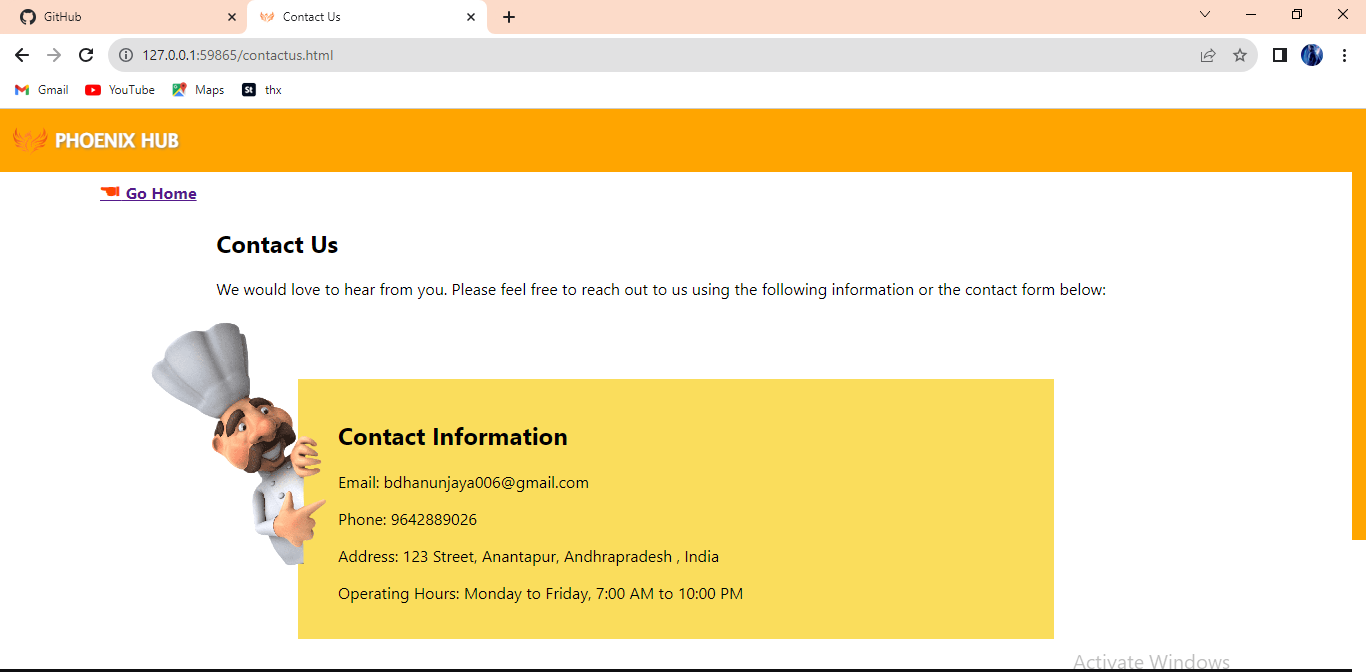 GitHub
Contact Us
127.0.0.1:59865/contactus.html
Gmail YouTube Maps St thx
PHOENIX HUB
Go Home
Contact Us
We would love to hear from you. Please feel free to reach out to us using the following information or the contact form below:
Contact Information
Email: bdhanunjaya006@gmail.com
Phone: 9642889026
Address: 123 Street, Anantapur, Andhrapradesh , India
Operating Hours: Monday to Friday, 7:00 AM to 10:00 PM
Activate Windows